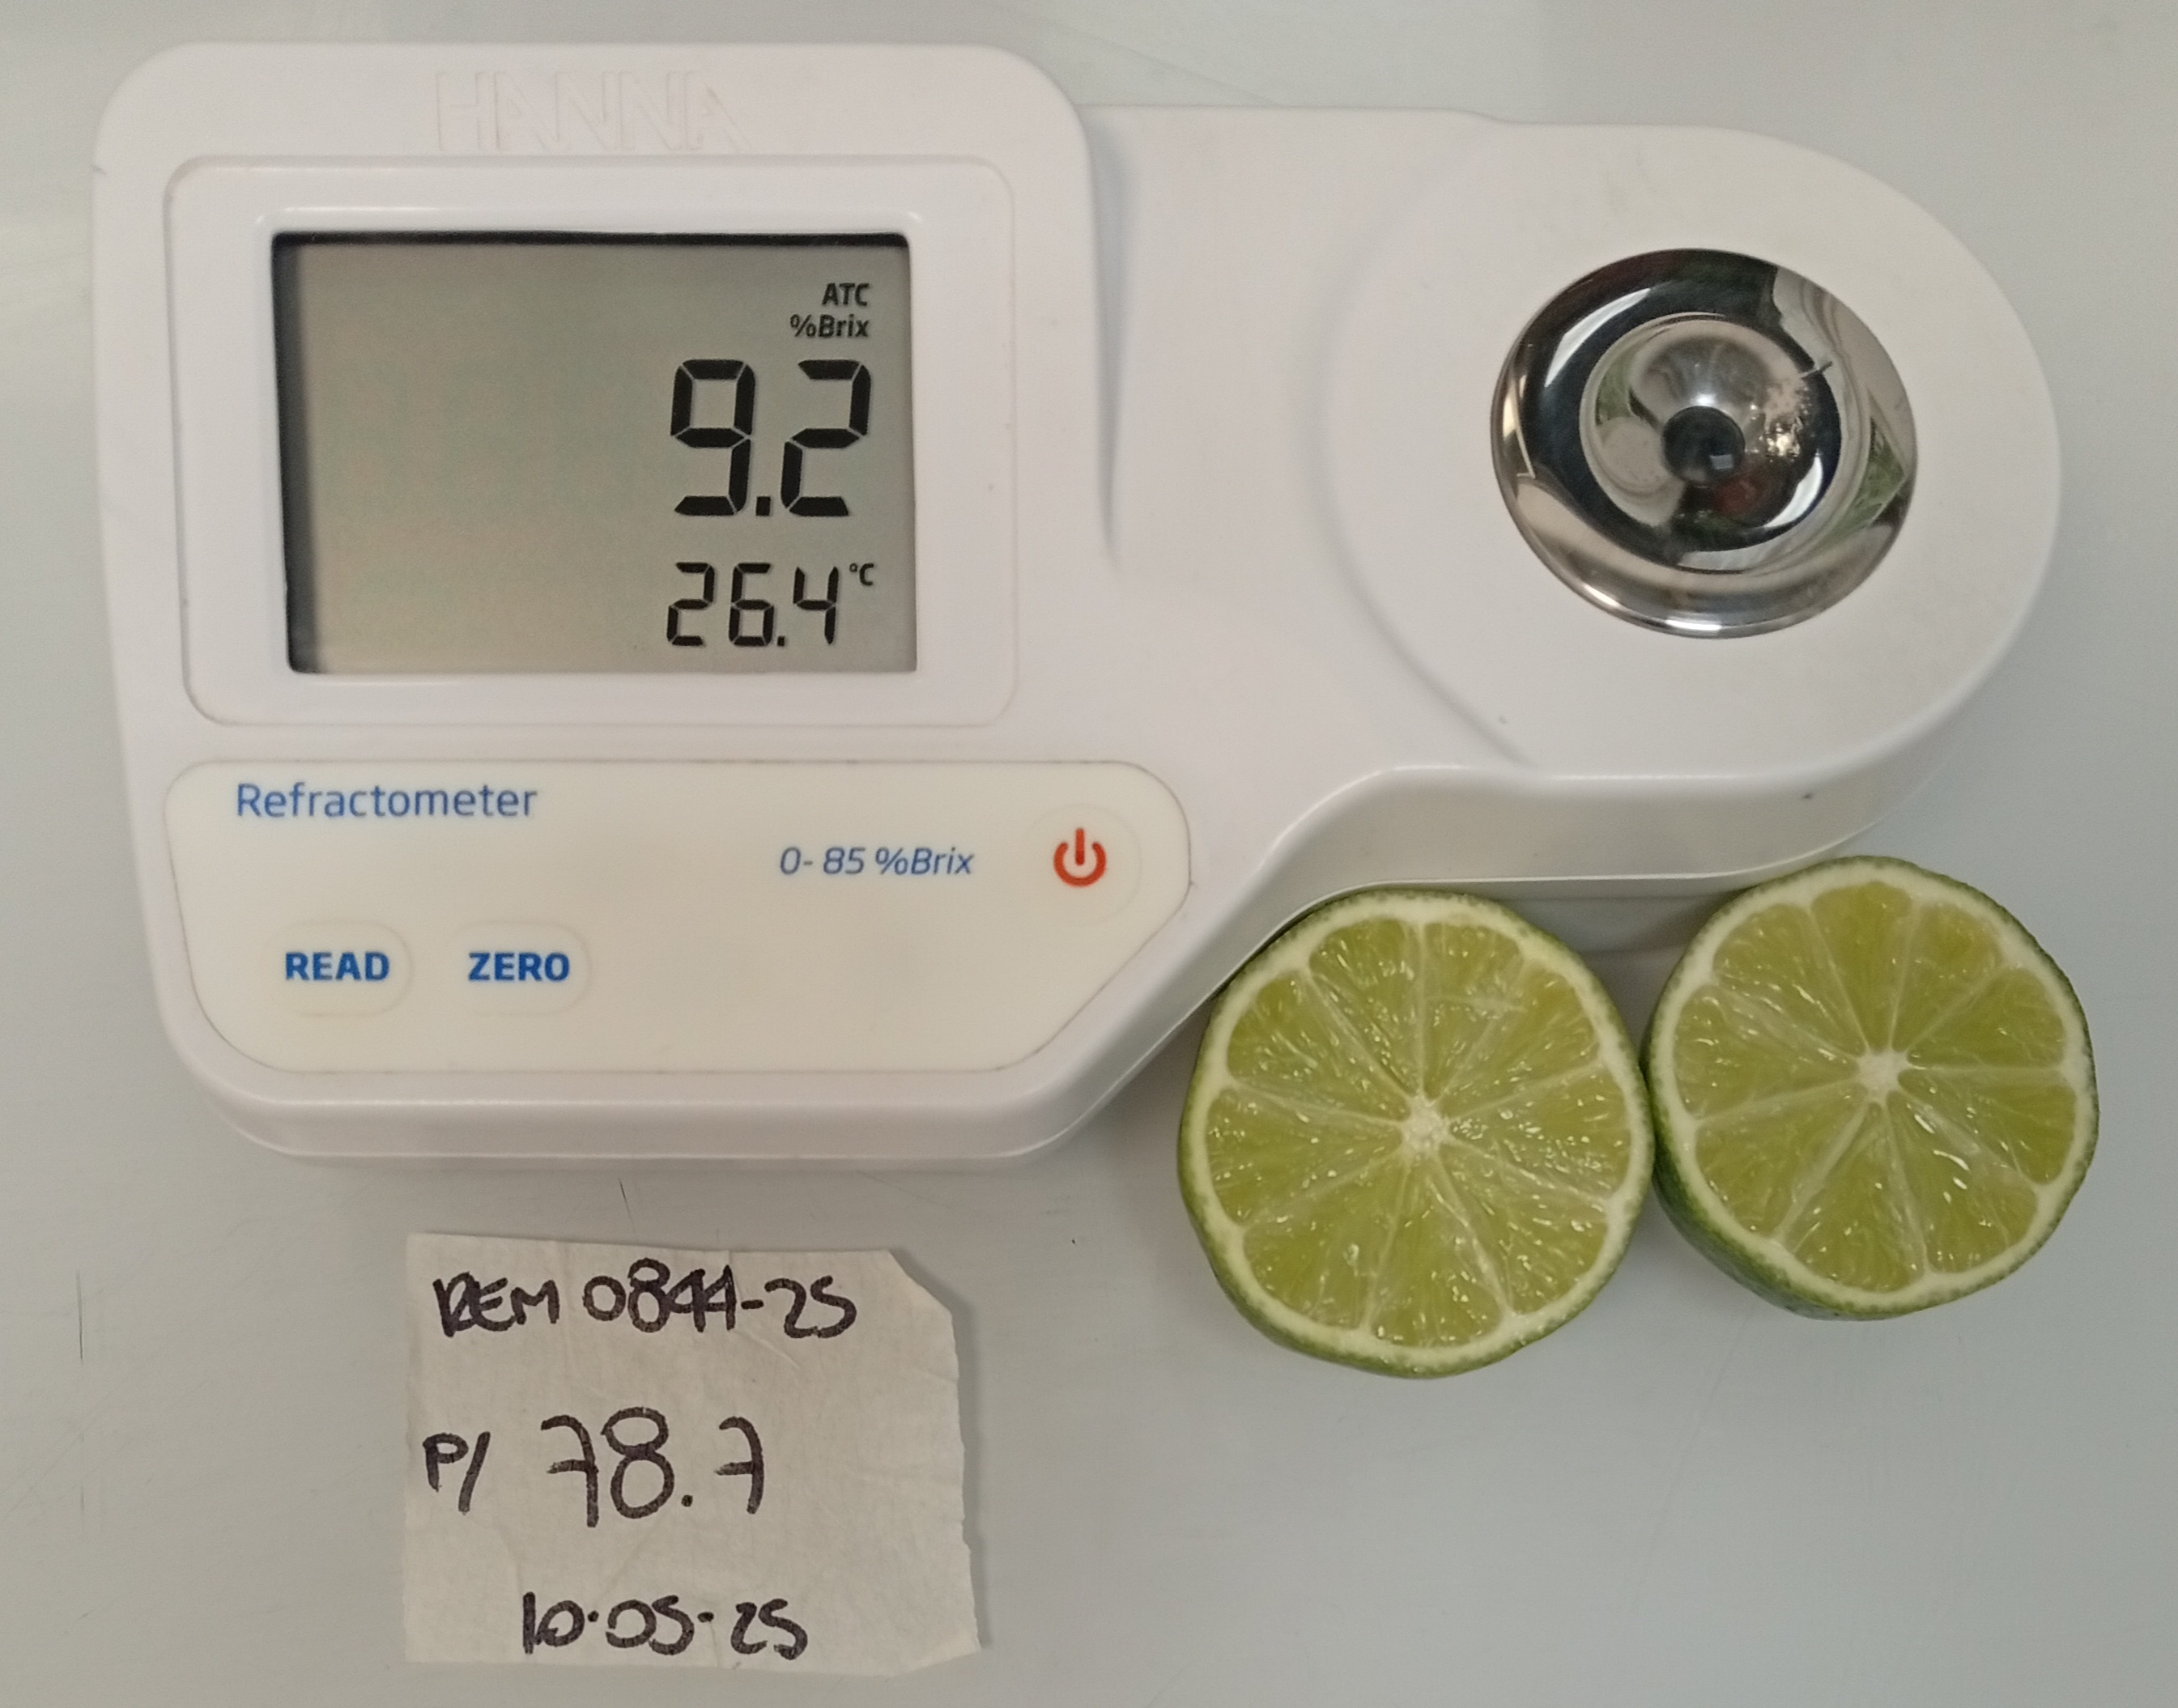 HANNA
ATC
%Brix
9.2
26.4 °C
Refractometer
0- 85 %Brix
READ ZERO
REM 0844-25
P/ 78.7
10.05.25